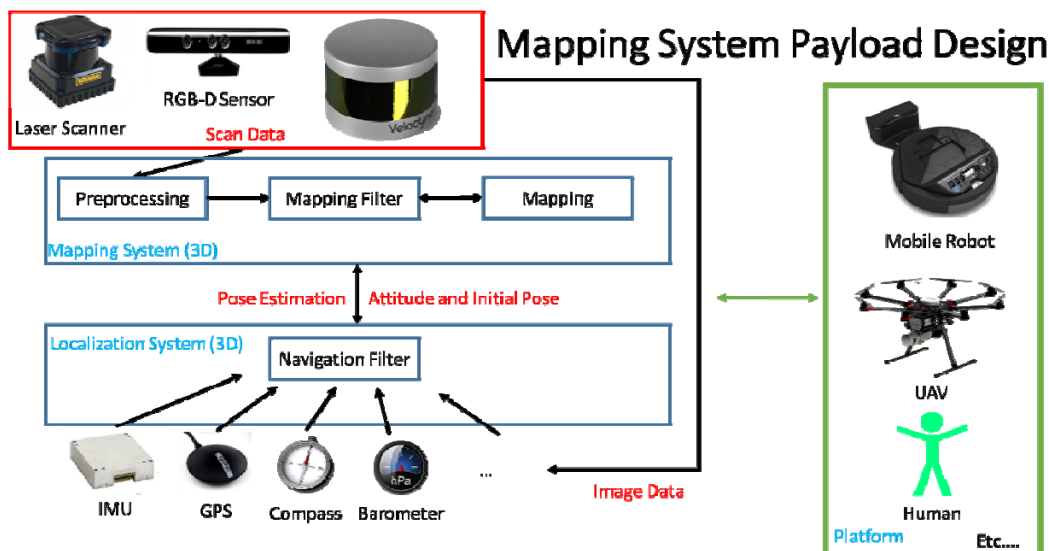 Mapping System Payload Design
Laser Scanner
RGB-D Sensor
Velodyne
Scan Data
Preprocessing
Mapping Filter
Mapping
Mapping System (3D)
Pose Estimation
Attitude and Initial Pose
Localization System (3D)
Navigation Filter
IMU
GPS
Compass
hPa
Barometer
...
Image Data
Mobile Robot
UAV
Human
Platform
Etc....